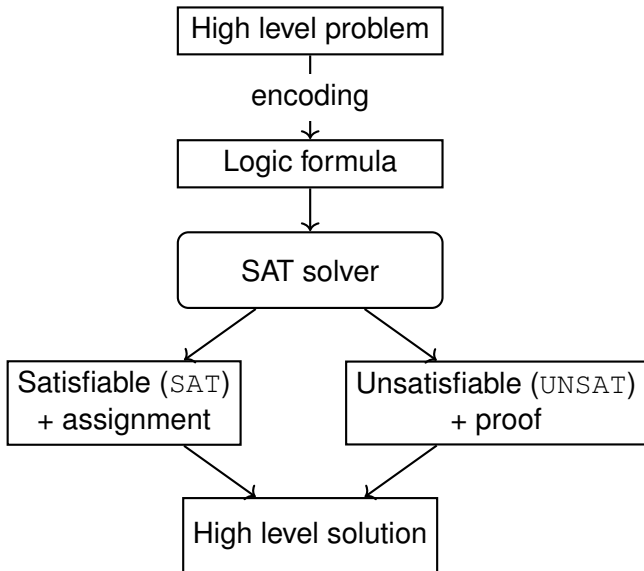 High level problem
encoding
Logic formula
SAT solver
Satisfiable (SAT)
+ assignment
Unsatisfiable (UNSAT)
+ proof
High level solution